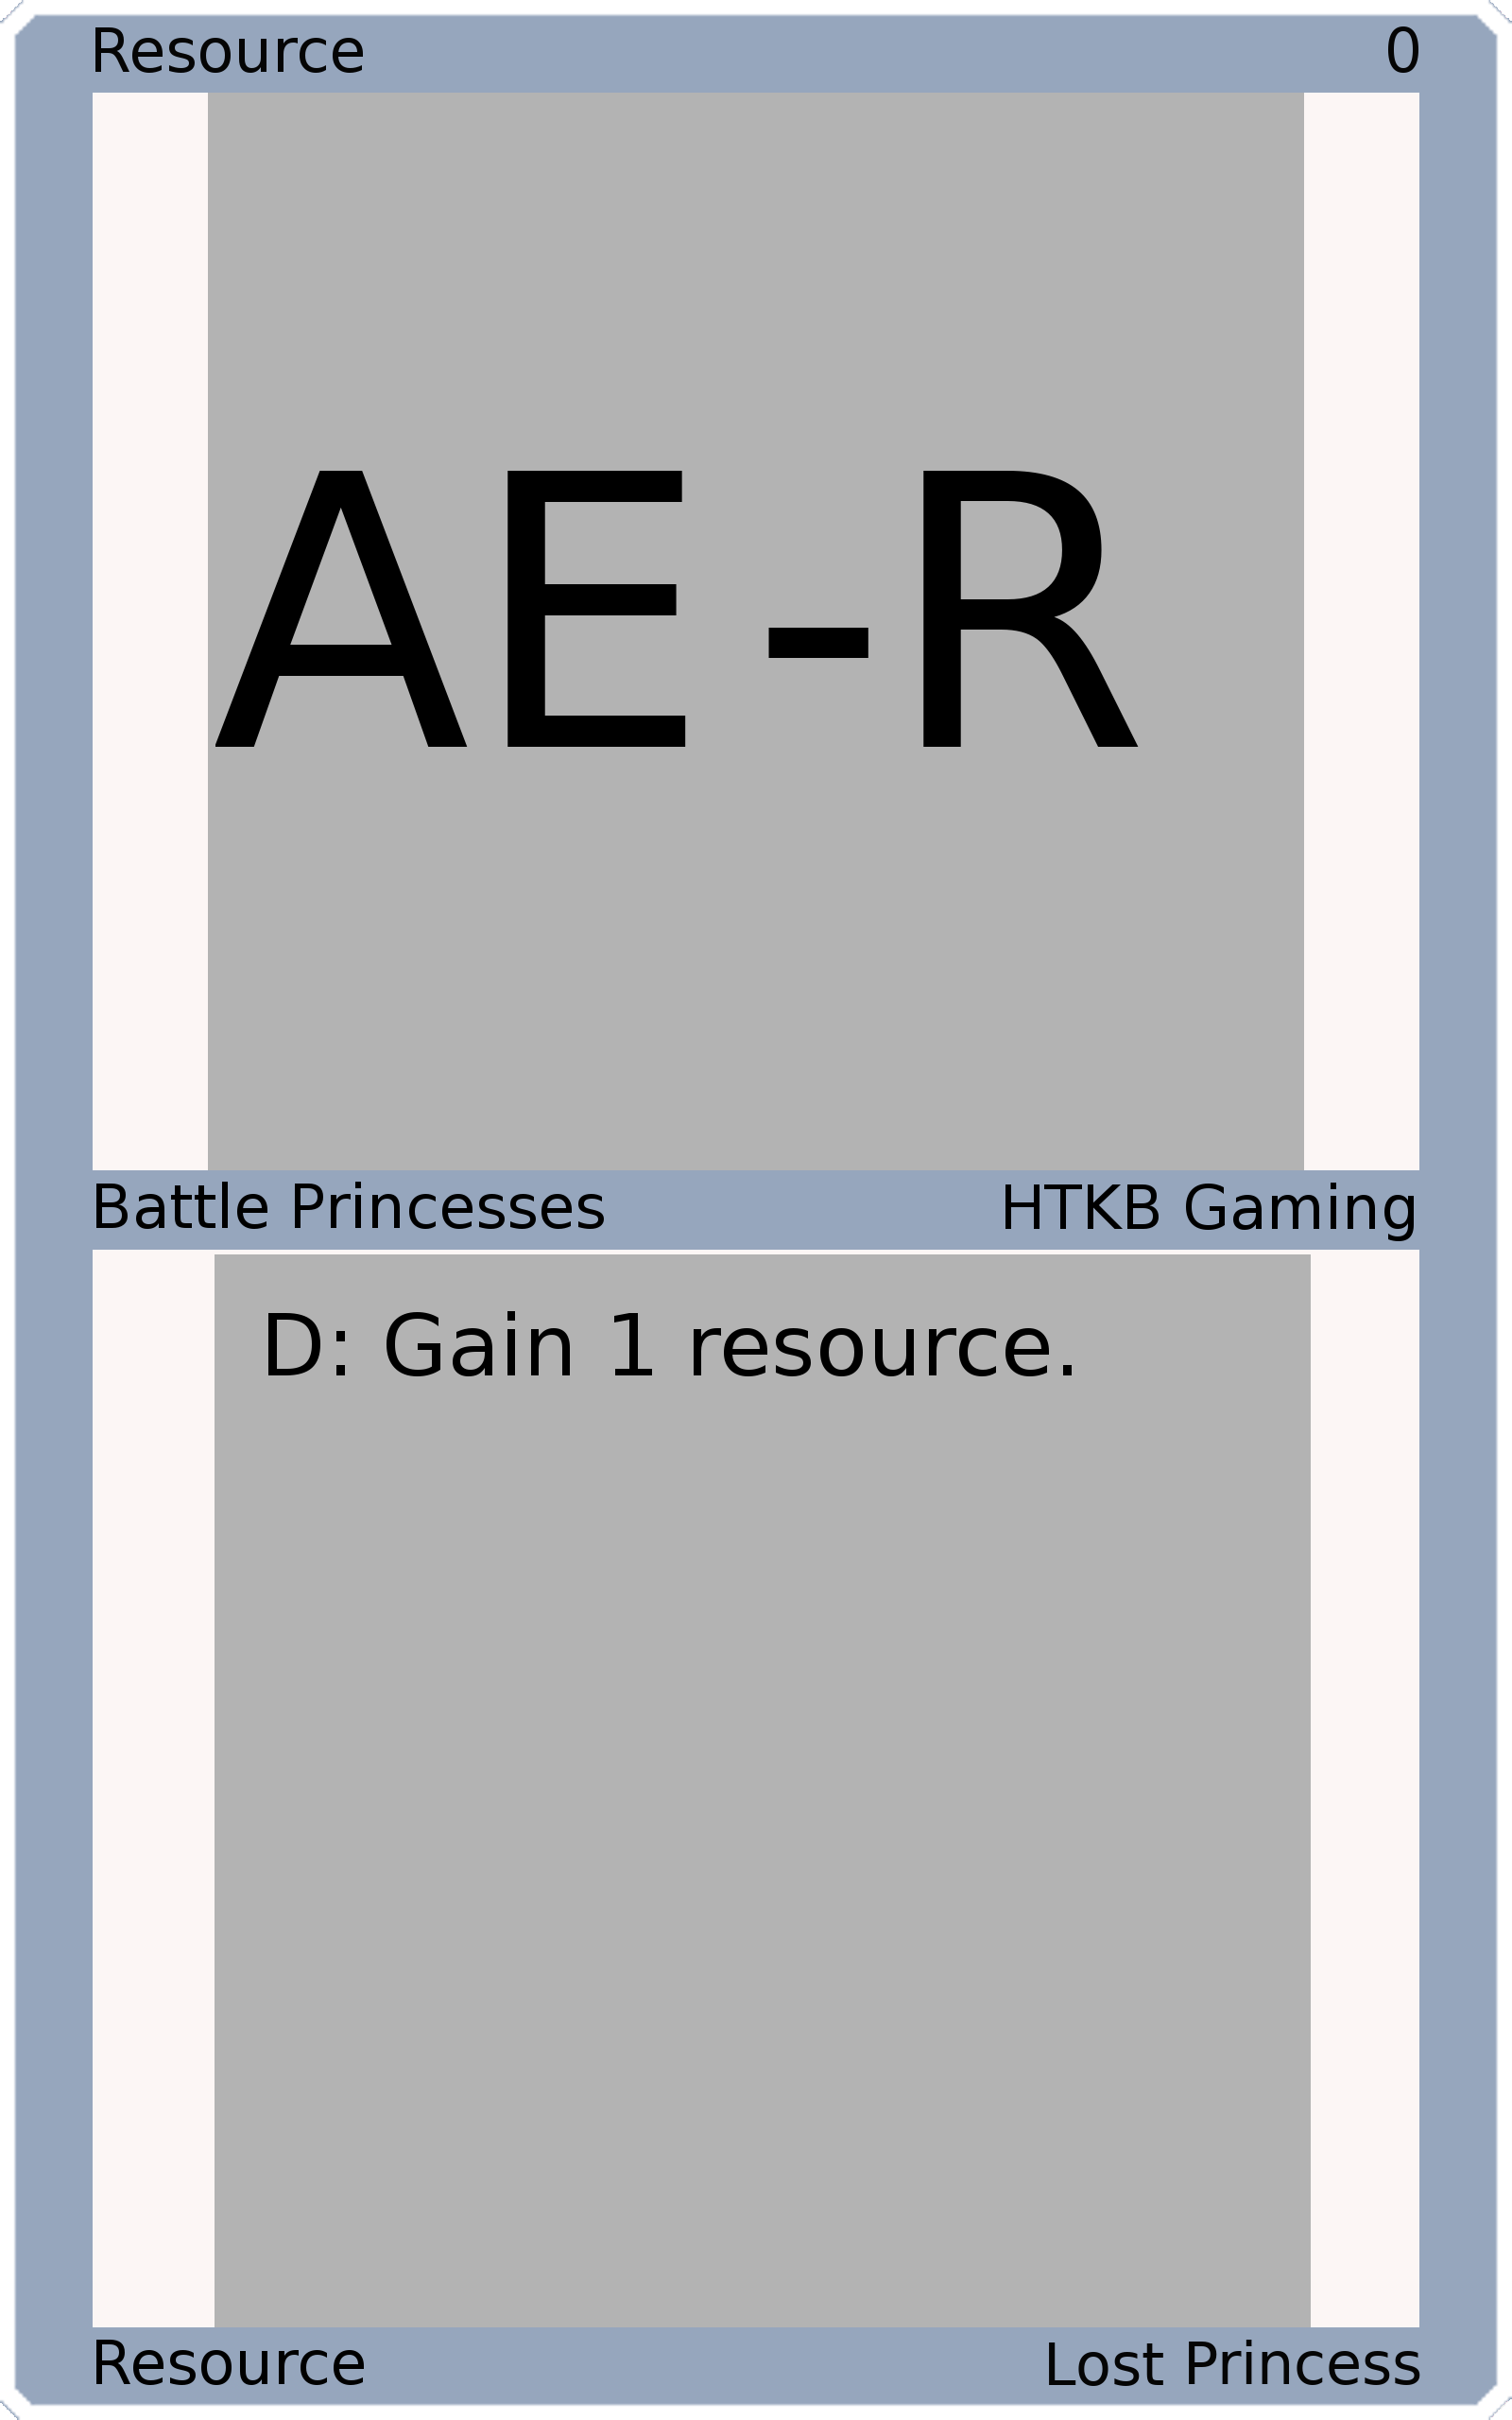 Resource 0
AE-R
Battle Princesses HTKB Gaming
D: Gain 1 resource.
Resource Lost Princess